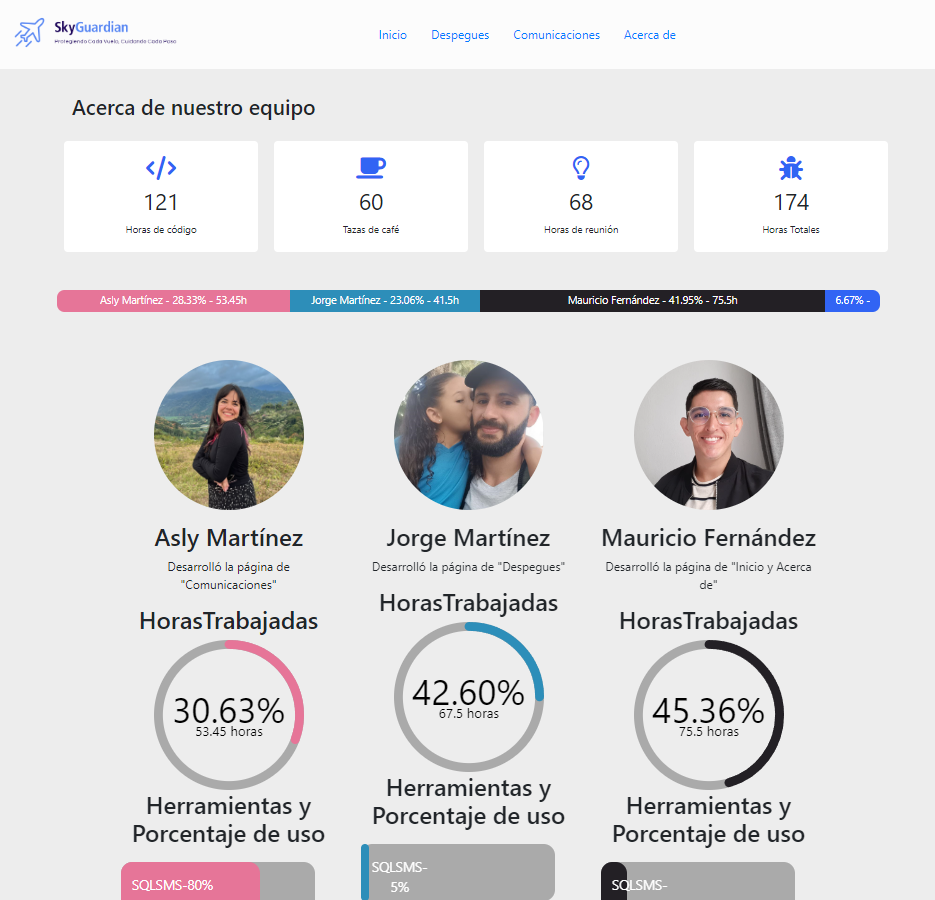 SkyGuardian
Protegiendo Cada Vuelo, Cuidando Cada Paso
Inicio Despegues Comunicaciones Acerca de
Acerca de nuestro equipo
121 60 68 174
Horas de código Tazas de café Horas de reunión Horas Totales
Asly Martínez - 28.33% - 53.45h Jorge Martínez - 23.06% - 41.5h Mauricio Fernández - 41.95% - 75.5h 6.67% -
Asly Martínez
Desarrolló la página de
"Comunicaciones"
HorasTrabajadas
30.63%
53.45 horas
Herramientas y
Porcentaje de uso
SQLSMS-80%
Jorge Martínez
Desarrolló la página de "Despegues"
HorasTrabajadas
42.60%
67.5 horas
Herramientas y
Porcentaje de uso
SQLSMS-
5%
Mauricio Fernández
Desarrolló la página de "Inicio y Acerca
de"
HorasTrabajadas
45.36%
75.5 horas
Herramientas y
Porcentaje de uso
SQLSMS-